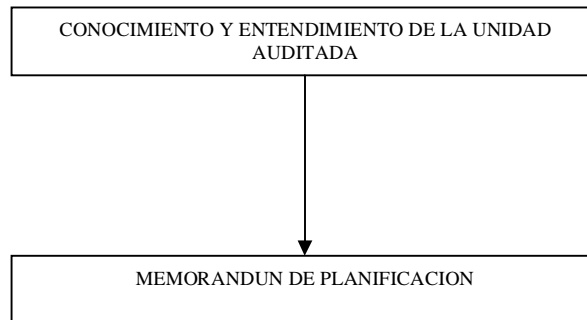 CONOCIMIENTO Y ENTENDIMIENTO DE LA UNIDAD
AUDITADA
MEMORANDUN DE PLANIFICACION